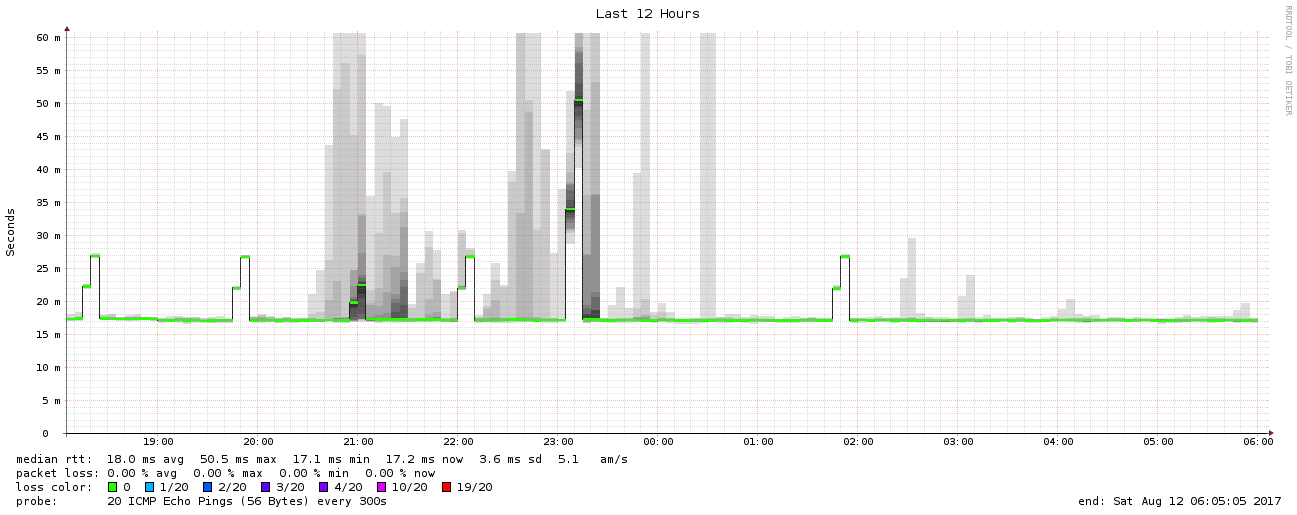 Last 12 Hours
RRDTOOL / TOBI OETIKER
Seconds
60 m
55 m
50 m
45 m
40 m
35 m
30 m
25 m
20 m
15 m
10 m
5 m
0
19:00 20:00 21:00 22:00 23:00 00:00 01:00 02:00 03:00 04:00 05:00 06:00
median rtt: 18.0 ms avg 50.5 ms max 17.1 ms min 17.2 ms now 3.6 ms sd 5.1 am/s
packet loss: 0.00 % avg 0.00 % max 0.00 % min 0.00 % now
loss color: 0 1/20 2/20 3/20 4/20 10/20 19/20
probe: 20 ICMP Echo Pings (56 Bytes) every 300s
end: Sat Aug 12 06:05:05 2017